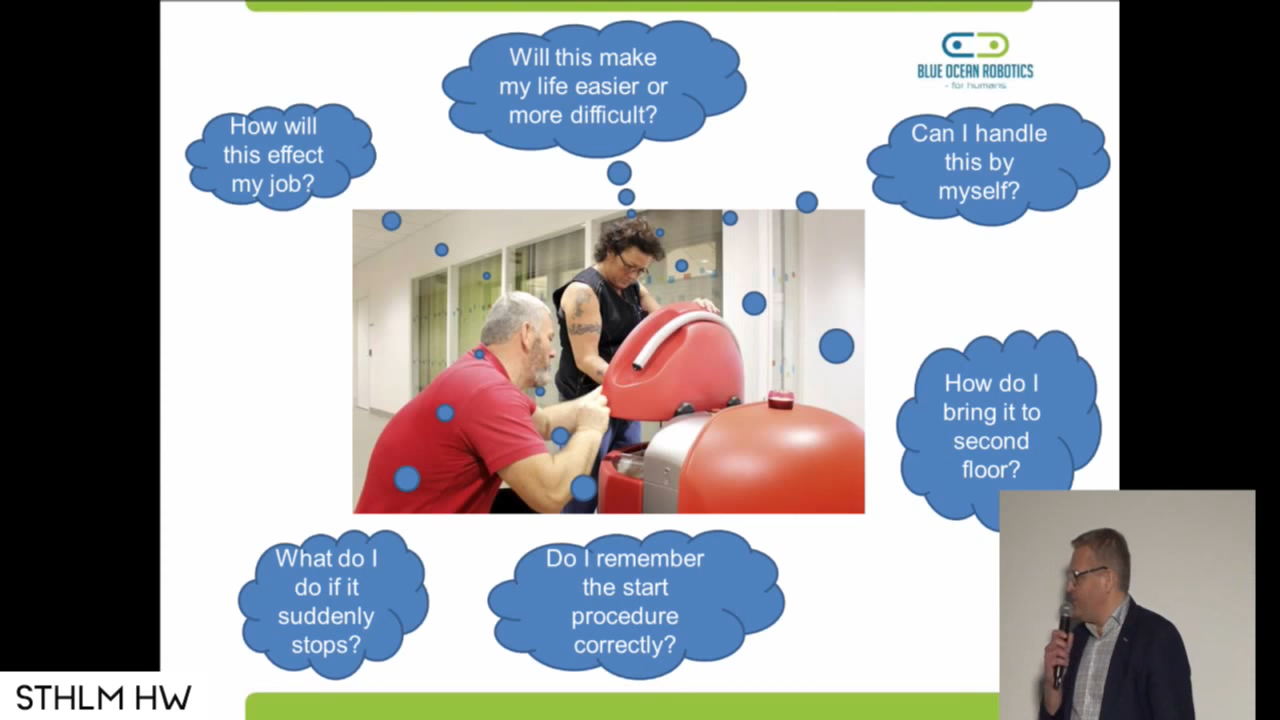 Will this make
my life easier or
more difficult?
BLUE OCEAN ROBOTICS
- for humans
How will
this effect
my job?
Can I handle
this by
myself?
How do I
bring it to
second
floor?
What do I
do if it
suddenly
stops?
Do I remember
the start
procedure
correctly?
STHLM HW